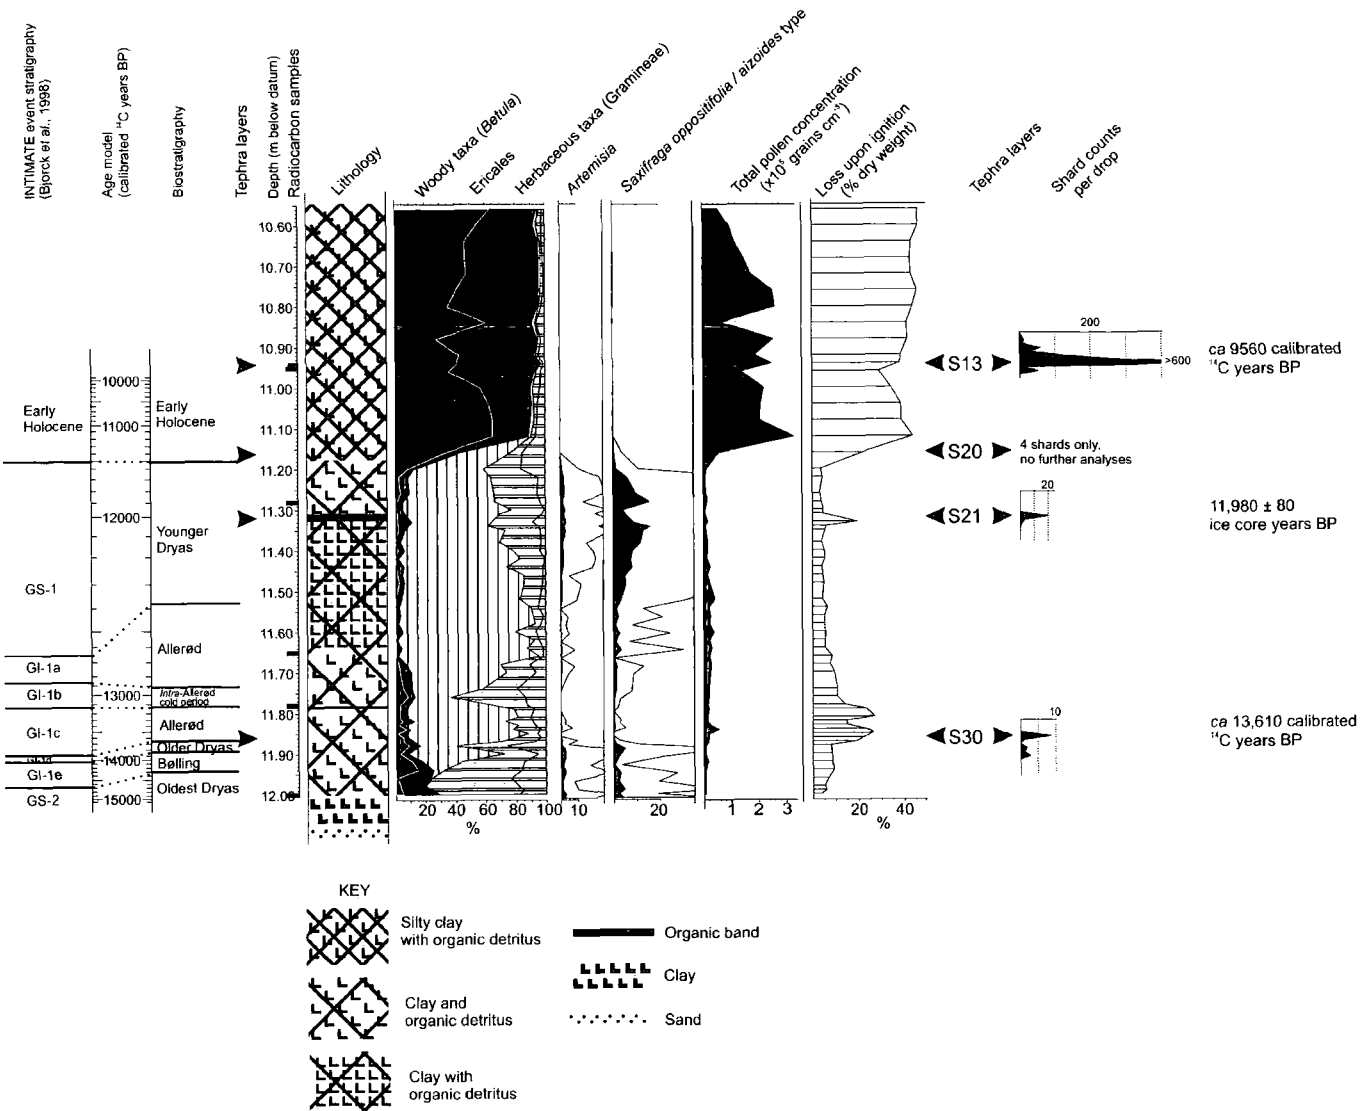 INTIMATE event stratigraphy
(Bjorck et al., 1998)
Age model
(calibrated ¹⁴C years BP)
Biostratigraphy
Tephra layers
Depth (m below datum)
Radiocarbon samples
Lithology
Woody taxa (Betula)
Ericales
Herbaceous taxa (Gramineae)
Artemisia
Saxifraga oppositifolia / aizoides type
Total pollen concentration
(x10⁵ grains cm⁻³)
Loss upon ignition
(% dry weight)
Tephra layers
Shard counts
per drop
Early
Holocene
GS-1
GI-1a
GI-1b
GI-1c
GI-1e
GS-2
10000
11000
12000
13000
14000
15000
Early
Holocene
Younger
Dryas
Allerød
Intra-Allerød
cold period
Allerød
Older Dryas
Bølling
Oldest Dryas
10.60
10.70
10.80
10.90
11.00
11.10
11.20
11.30
11.40
11.50
11.60
11.70
11.80
11.90
12.00
20 40 60 80 100
%
10
20
1 2 3
20 40
%
S13
200
>600
ca 9560 calibrated
¹⁴C years BP
S20
4 shards only,
no further analyses
S21
20
11,980 ± 80
ice core years BP
S30
10
ca 13,610 calibrated
¹⁴C years BP
KEY
Silty clay
with organic detritus
Clay and
organic detritus
Clay with
organic detritus
Organic band
Clay
Sand